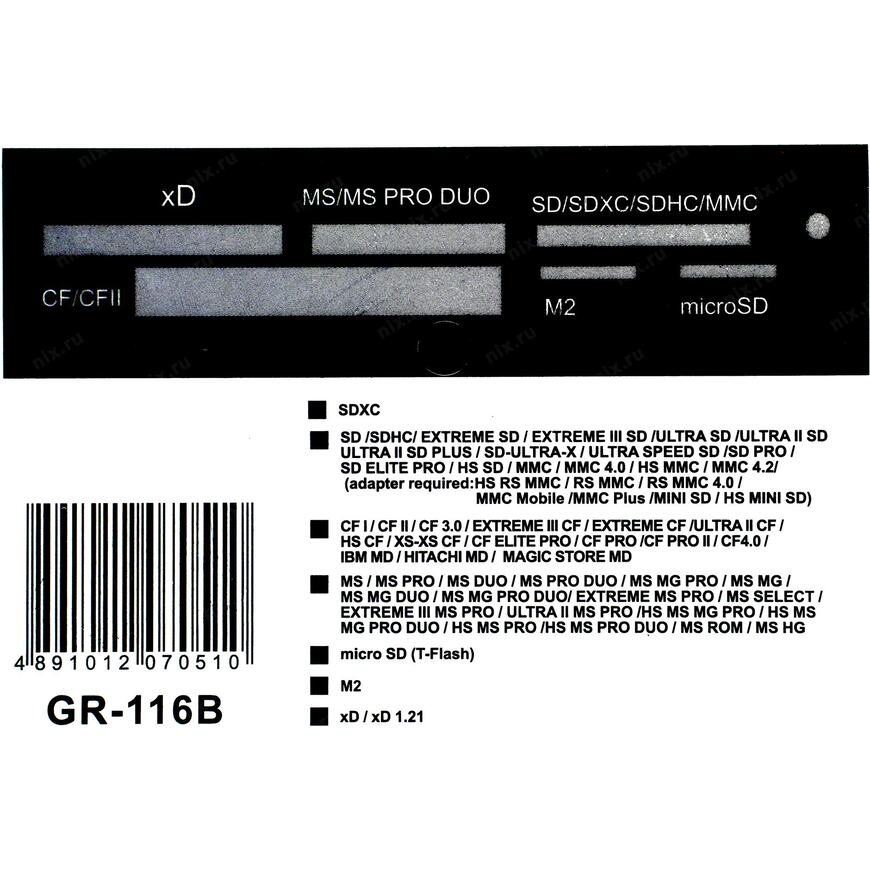 xD
MS/MS PRO DUO
SD/SDXC/SDHC/MMC
CF/CFII
M2
microSD
SDXC
SD /SDHC/ EXTREME SD / EXTREME III SD /ULTRA SD /ULTRA II SD
ULTRA II SD PLUS / SD-ULTRA-X / ULTRA SPEED SD /SD PRO /
SD ELITE PRO / HS SD / MMC / MMC 4.0 / HS MMC / MMC 4.2/
(adapter required:HS RS MMC / RS MMC / RS MMC 4.0 /
MMC Mobile /MMC Plus /MINI SD / HS MINI SD)
CF I / CF II / CF 3.0 / EXTREME III CF / EXTREME CF /ULTRA II CF /
HS CF / XS-XS CF / CF ELITE PRO / CF PRO /CF PRO II / CF4.0 /
IBM MD / HITACHI MD / MAGIC STORE MD
MS / MS PRO / MS DUO / MS PRO DUO / MS MG PRO / MS MG /
MS MG DUO / MS MG PRO DUO/ EXTREME MS PRO / MS SELECT /
EXTREME III MS PRO / ULTRA II MS PRO /HS MS MG PRO / HS MS
MG PRO DUO / HS MS PRO /HS MS PRO DUO / MS ROM / MS HG
micro SD (T-Flash)
M2
xD / xD 1.21
4 891012 070510
GR-116B
nix.ru